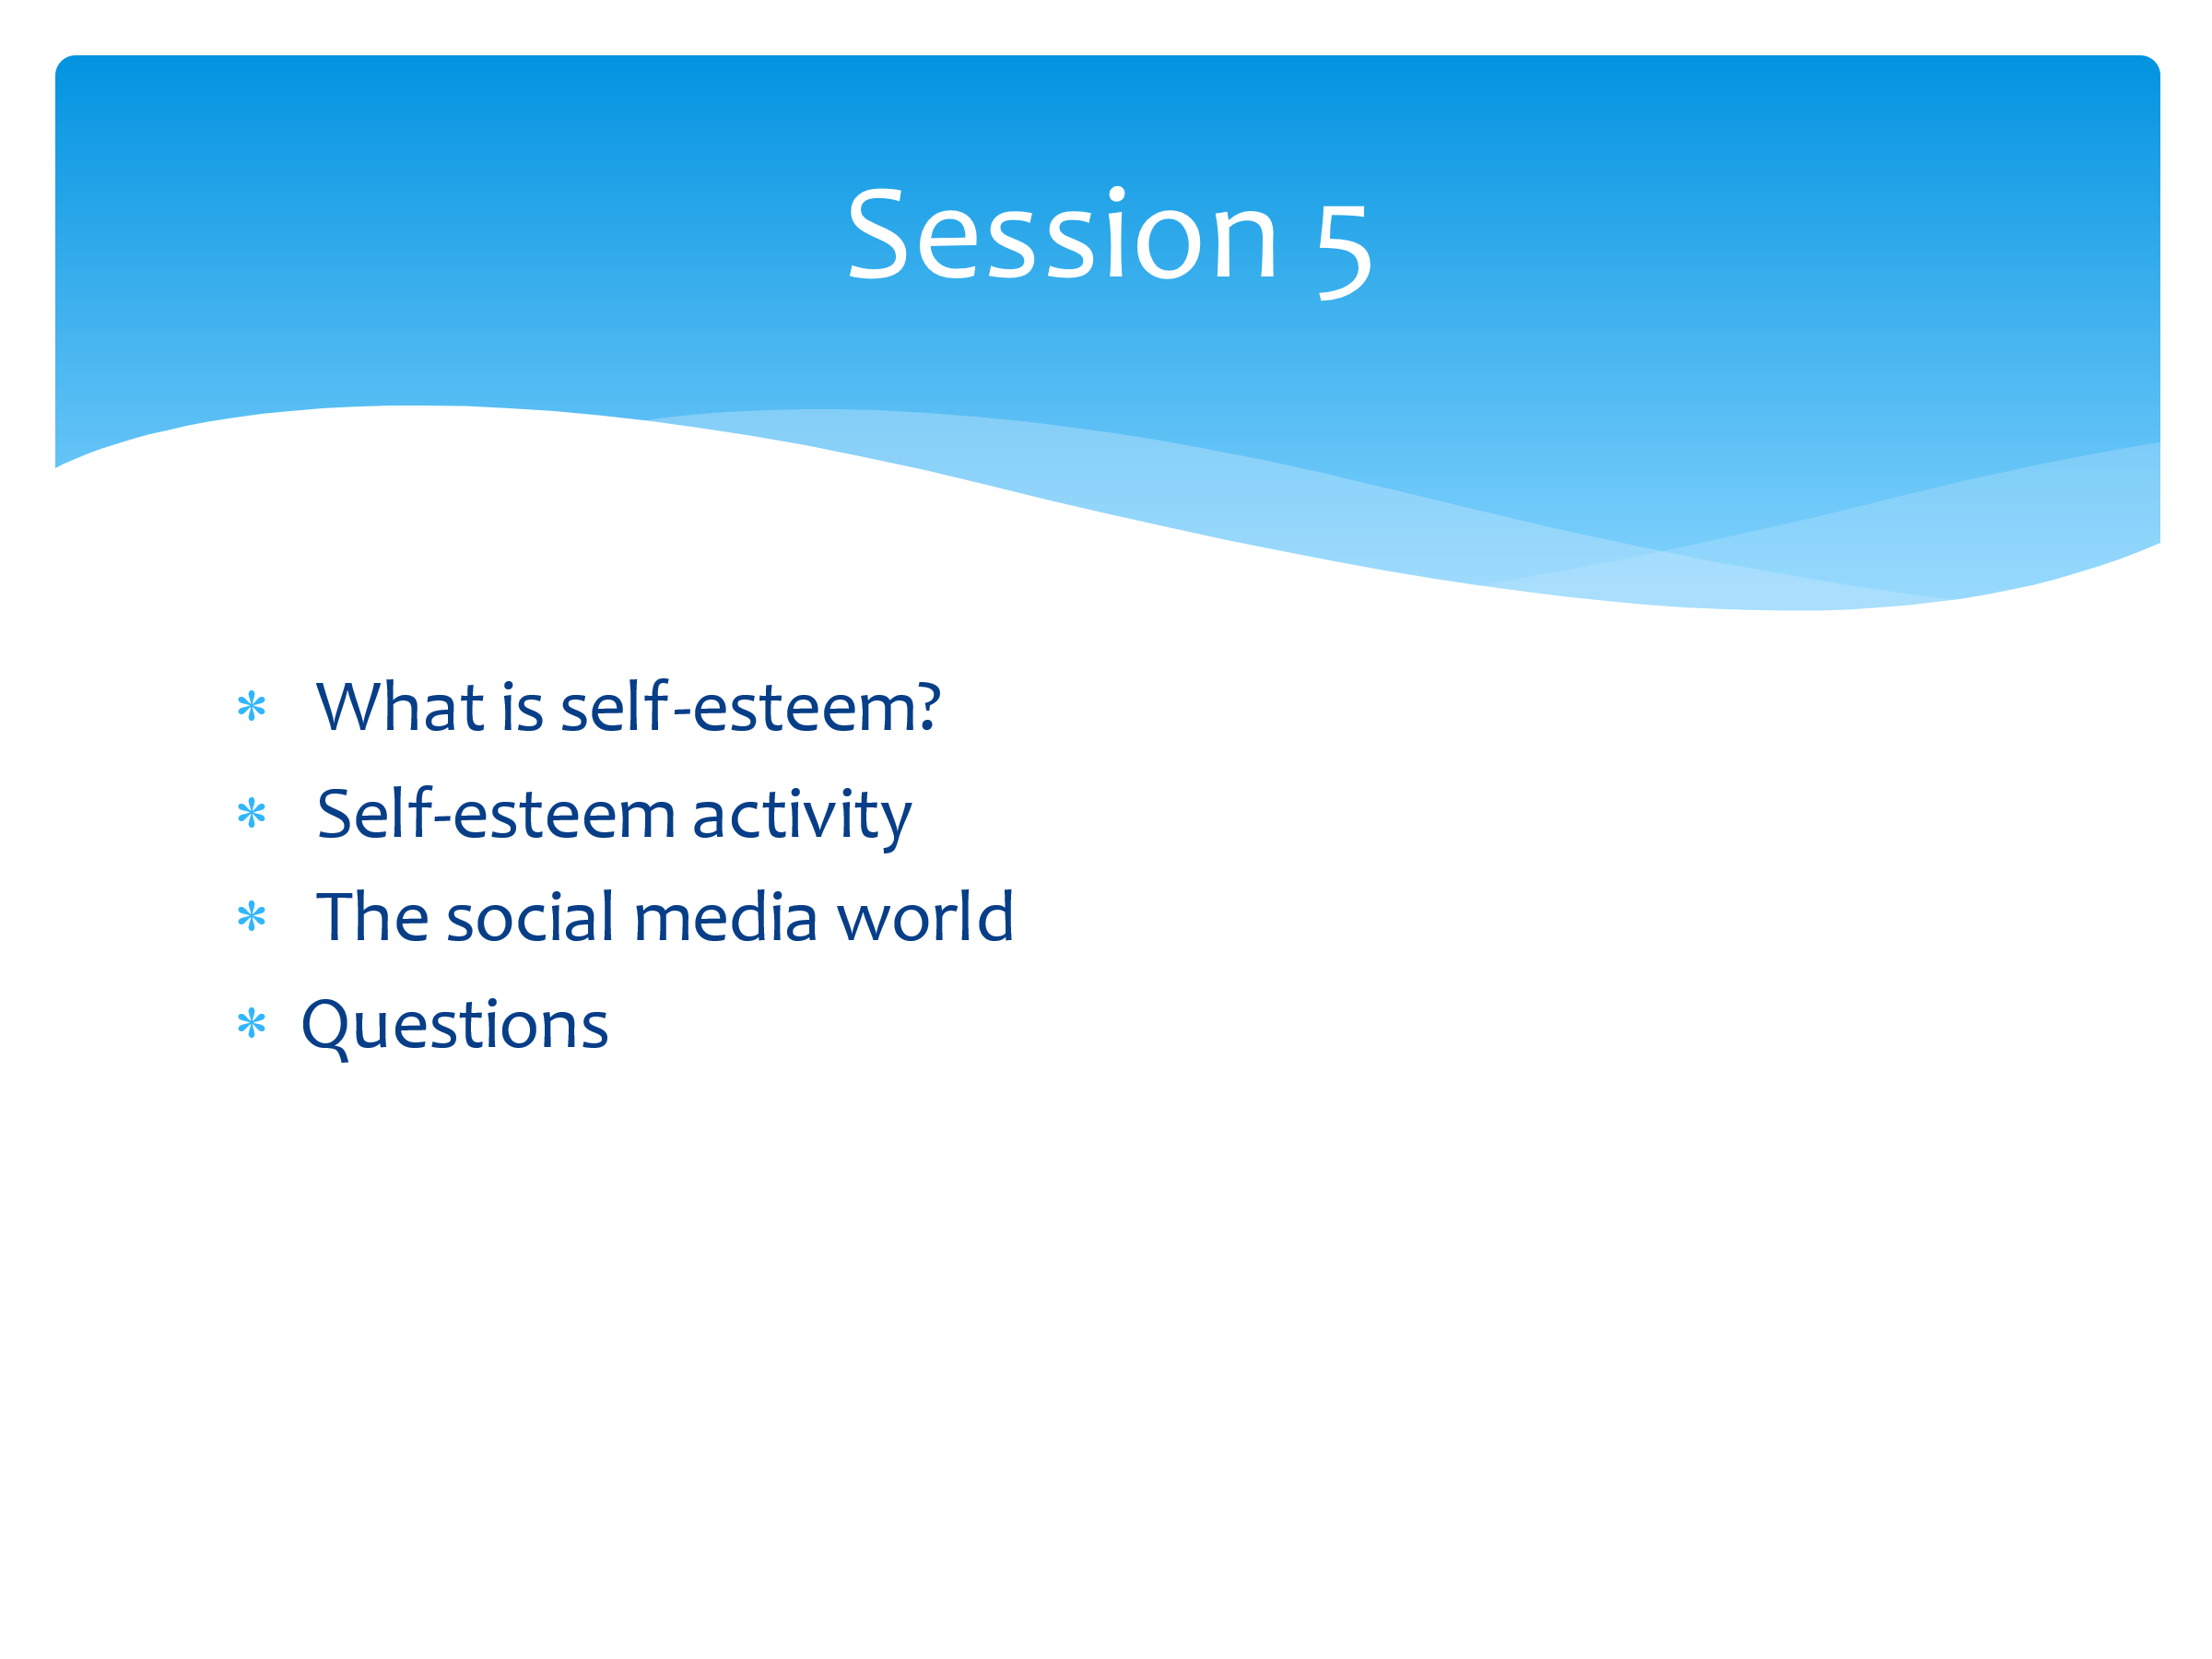 Session 5
* What is self-esteem?
* Self-esteem activity
* The social media world
* Questions